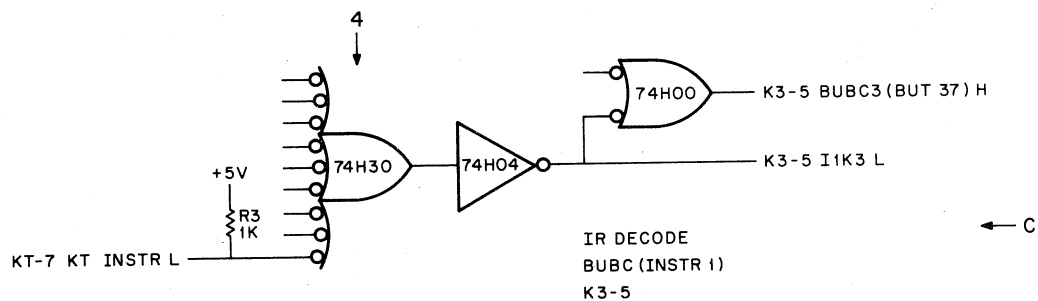 4
74H00
K3-5 BUBC3 (BUT 37) H
74H30
74H04
K3-5 I1K3 L
+5V
R3
1K
KT-7 KT INSTR L
IR DECODE
BUBC (INSTR 1)
K3-5
C